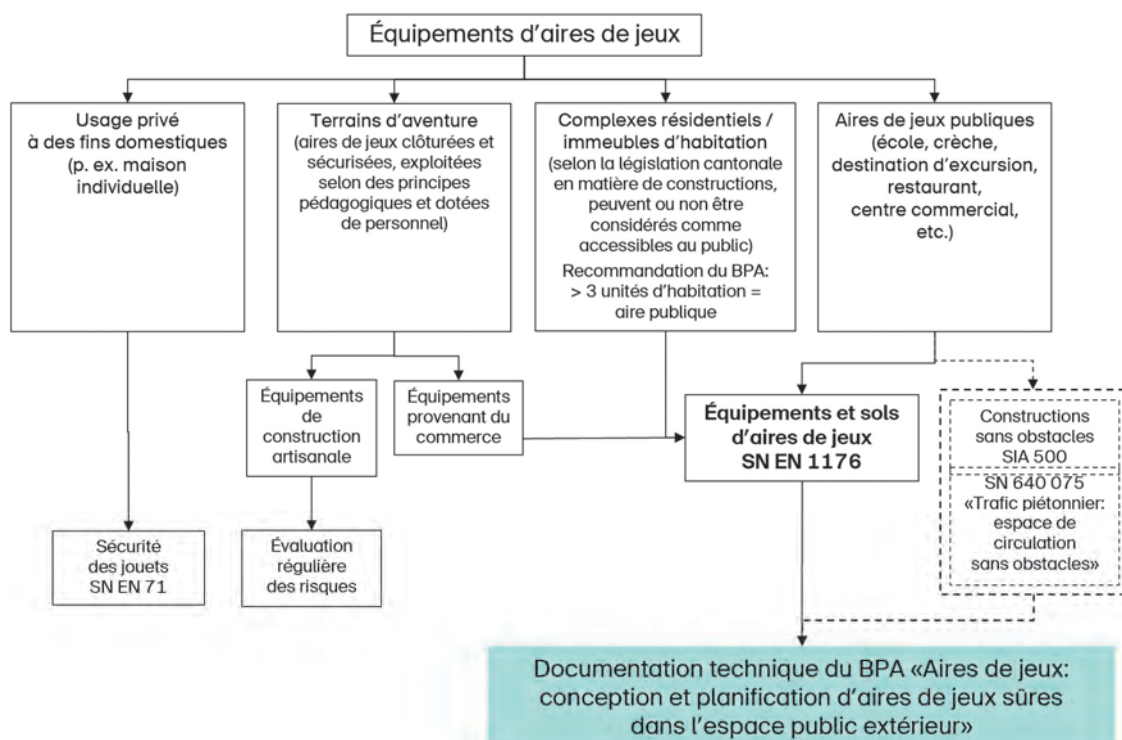 Équipements d'aires de jeux
Usage privé
à des fins domestiques
(p. ex. maison
individuelle)
Terrains d'aventure
(aires de jeux clôturées et
sécurisées, exploitées
selon des principes
pédagogiques et dotées
de personnel)
Complexes résidentiels /
immeubles d'habitation
(selon la législation cantonale
en matière de constructions,
peuvent ou non être
considérés comme
accessibles au public)
Recommandation du BPA:
> 3 unités d'habitation =
aire publique
Aires de jeux publiques
(école, crèche,
destination d'excursion,
restaurant,
centre commercial,
etc.)
Équipements
de
construction
artisanale
Équipements
provenant du
commerce
Équipements et sols
d'aires de jeux
SN EN 1176
Constructions
sans obstacles
SIA 500
SN 640 075
«Trafic piétonnier:
espace de
circulation
sans obstacles»
Sécurité
des jouets
SN EN 71
Évaluation
régulière
des risques
Documentation technique du BPA «Aires de jeux:
conception et planification d'aires de jeux sûres
dans l'espace public extérieur»